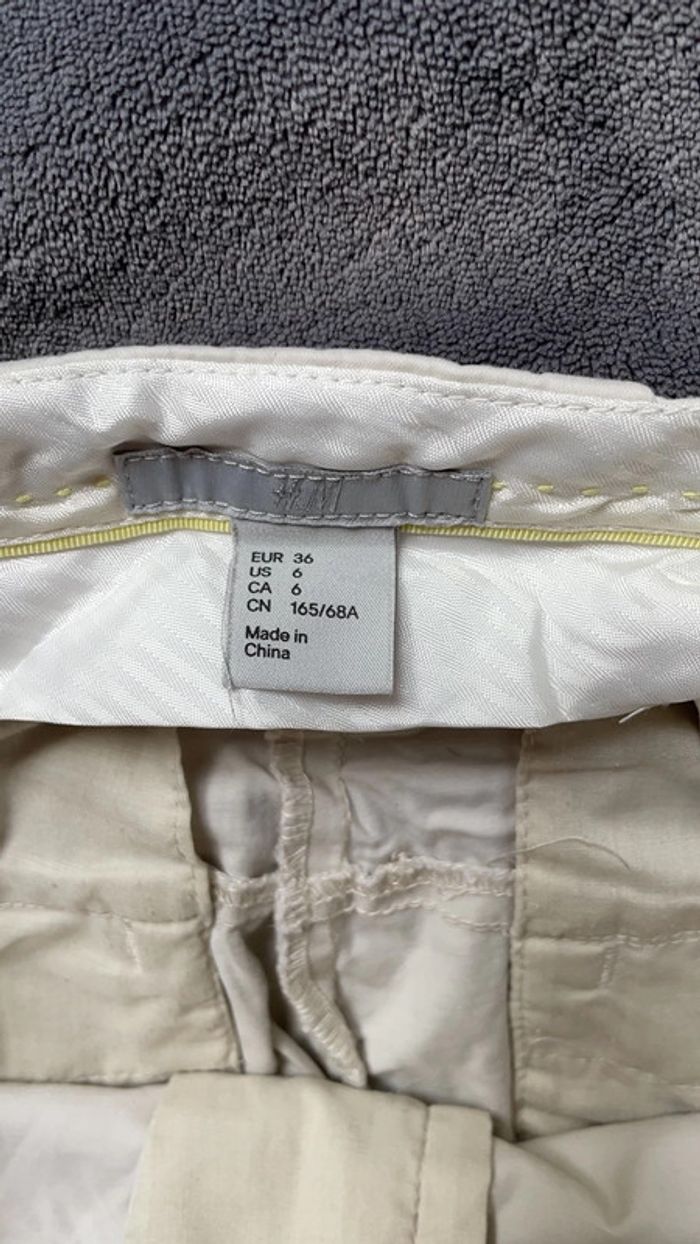 H&M
EUR 36
US 6
CA 6
CN 165/68A
Made in
China